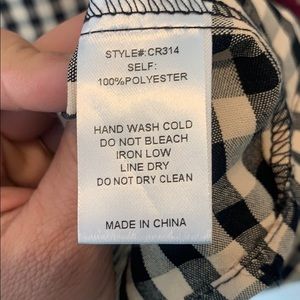 STYLE#:CR314
SELF:
100%POLYESTER
HAND WASH COLD
DO NOT BLEACH
IRON LOW
LINE DRY
DO NOT DRY CLEAN
MADE IN CHINA